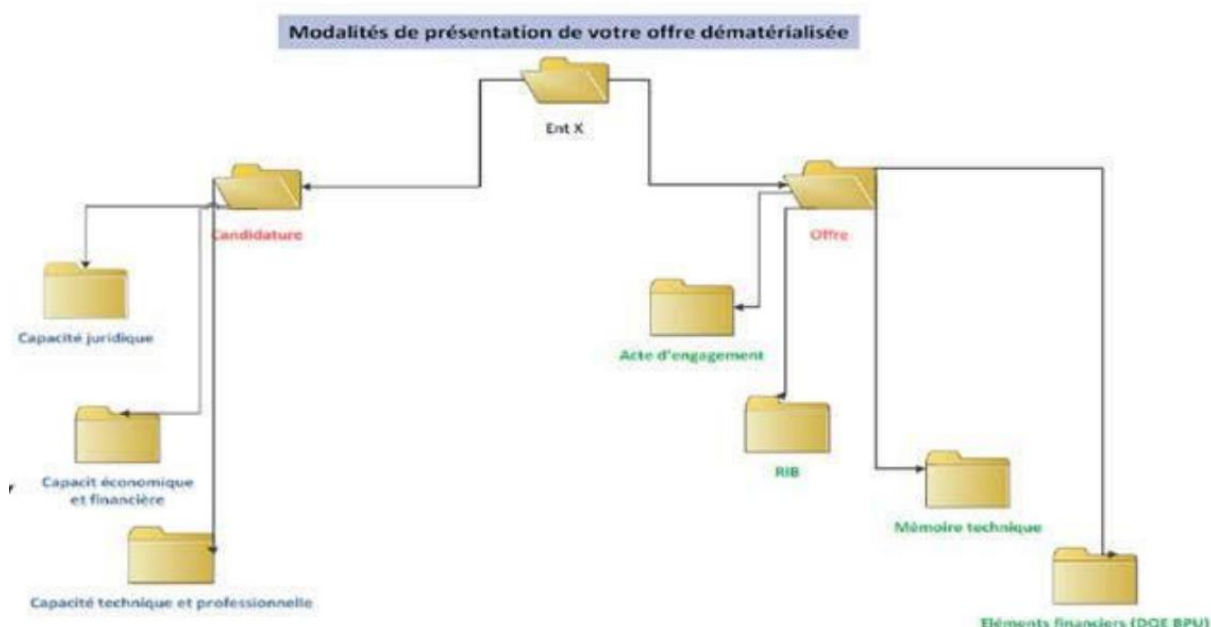 Modalités de présentation de votre offre dématérialisée
Ent X
Candidature
Offre
Capacité juridique
Acte d'engagement
Capacit économique
et financière
RIB
Mémoire technique
Capacité technique et professionnelle
Eléments financiers (DQE BPU)